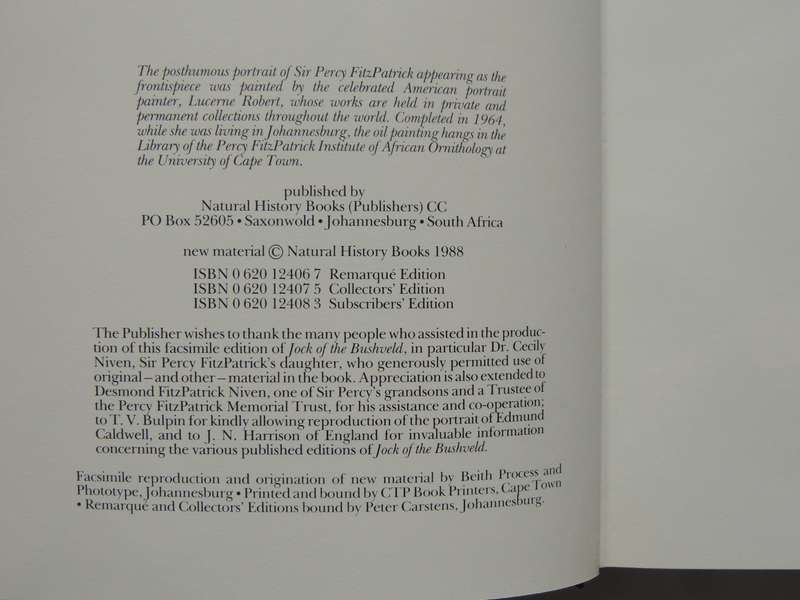 The posthumous portrait of Sir Percy FitzPatrick appearing as the
frontispiece was painted by the celebrated American portrait
painter, Lucerne Robert, whose works are held in private and
permanent collections throughout the world. Completed in 1964,
while she was living in Johannesburg, the oil painting hangs in the
Library of the Percy FitzPatrick Institute of African Ornithology at
the University of Cape Town.
published by
Natural History Books (Publishers) CC
PO Box 52605 • Saxonwold • Johannesburg • South Africa
new material © Natural History Books 1988
ISBN 0 620 12406 7 Remarqué Edition
ISBN 0 620 12407 5 Collectors' Edition
ISBN 0 620 12408 3 Subscribers' Edition
The Publisher wishes to thank the many people who assisted in the produc-
tion of this facsimile edition of Jock of the Bushveld, in particular Dr. Cecily
Niven, Sir Percy FitzPatrick's daughter, who generously permitted use of
original – and other – material in the book. Appreciation is also extended to
Desmond FitzPatrick Niven, one of Sir Percy's grandsons and a Trustee of
the Percy FitzPatrick Memorial Trust, for his assistance and co-operation;
to T. V. Bulpin for kindly allowing reproduction of the portrait of Edmund
Caldwell, and to J. N. Harrison of England for invaluable information
concerning the various published editions of Jock of the Bushveld.
Facsimile reproduction and origination of new material by Beith Process and
Phototype, Johannesburg • Printed and bound by CTP Book Printers, Cape Town
• Remarqué and Collectors' Editions bound by Peter Carstens, Johannesburg.